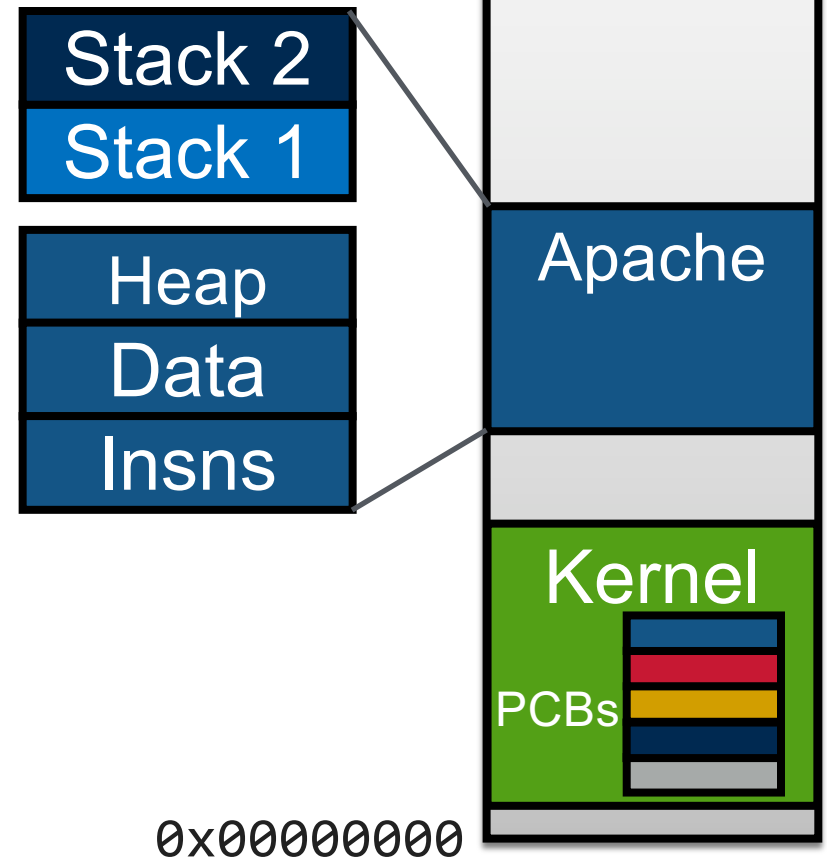 Stack 2
Stack 1
Heap
Data
Insns
Apache
Kernel
PCBs
0x00000000